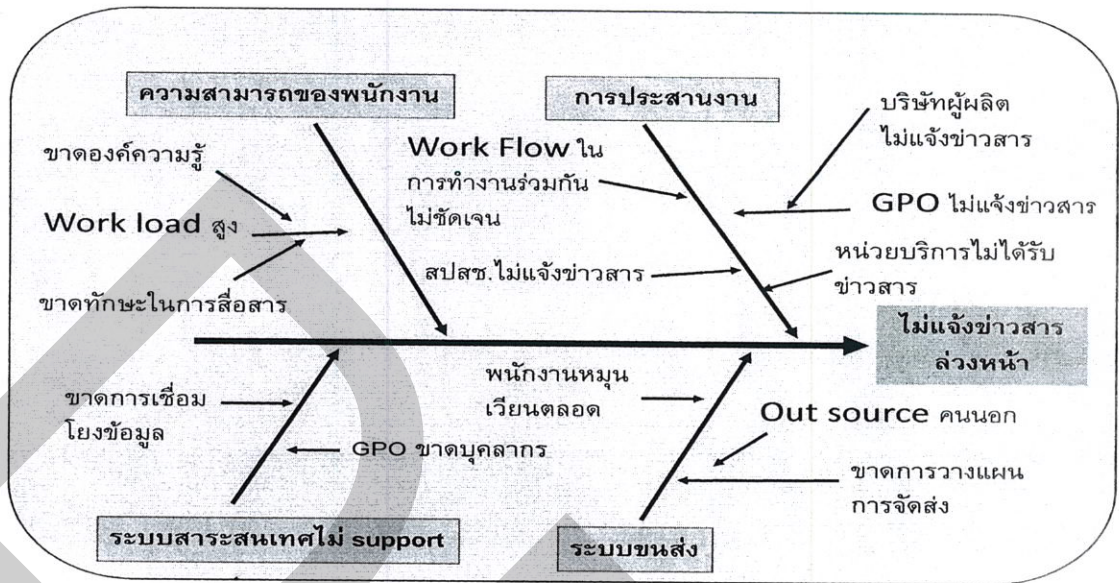 ความสามารถของพนักงาน
การประสานงาน
บริษัทผู้ผลิต
ไม่แจ้งข่าวสาร
ขาดองค์ความรู้
Work Flow ใน
การทำงานร่วมกัน
ไม่ชัดเจน
Work load สูง
GPO ไม่แจ้งข่าวสาร
ขาดทักษะในการสื่อสาร
สปสช.ไม่แจ้งข่าวสาร
หน่วยบริการไม่ได้รับ
ข่าวสาร
ไม่แจ้งข่าวสาร
ล่วงหน้า
ขาดการเชื่อม
โยงข้อมูล
พนักงานหมุน
เวียนตลอด
Out source คนนอก
GPO ขาดบุคลากร
ขาดการวางแผน
การจัดส่ง
ระบบสาระสนเทศไม่ support
ระบบขนส่ง